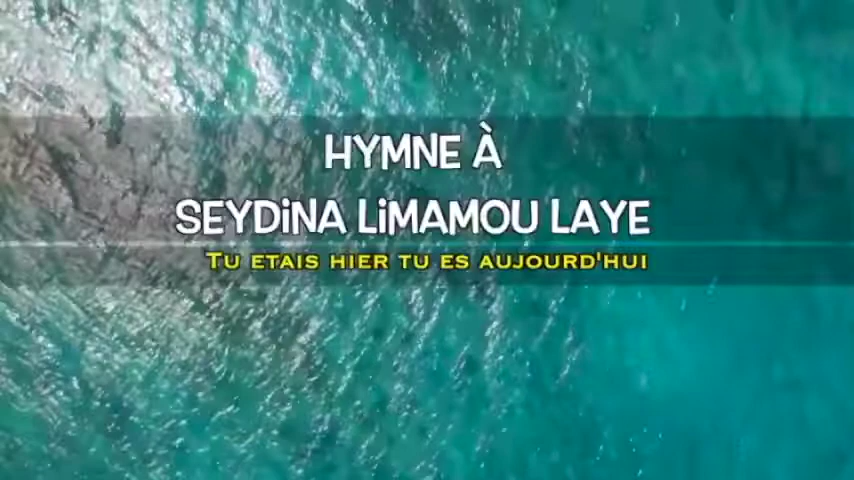 HYMNE À
SEYDiNA LiMAMOU LAYE
TU ETAIS HIER TU ES AUJOURD'HUI